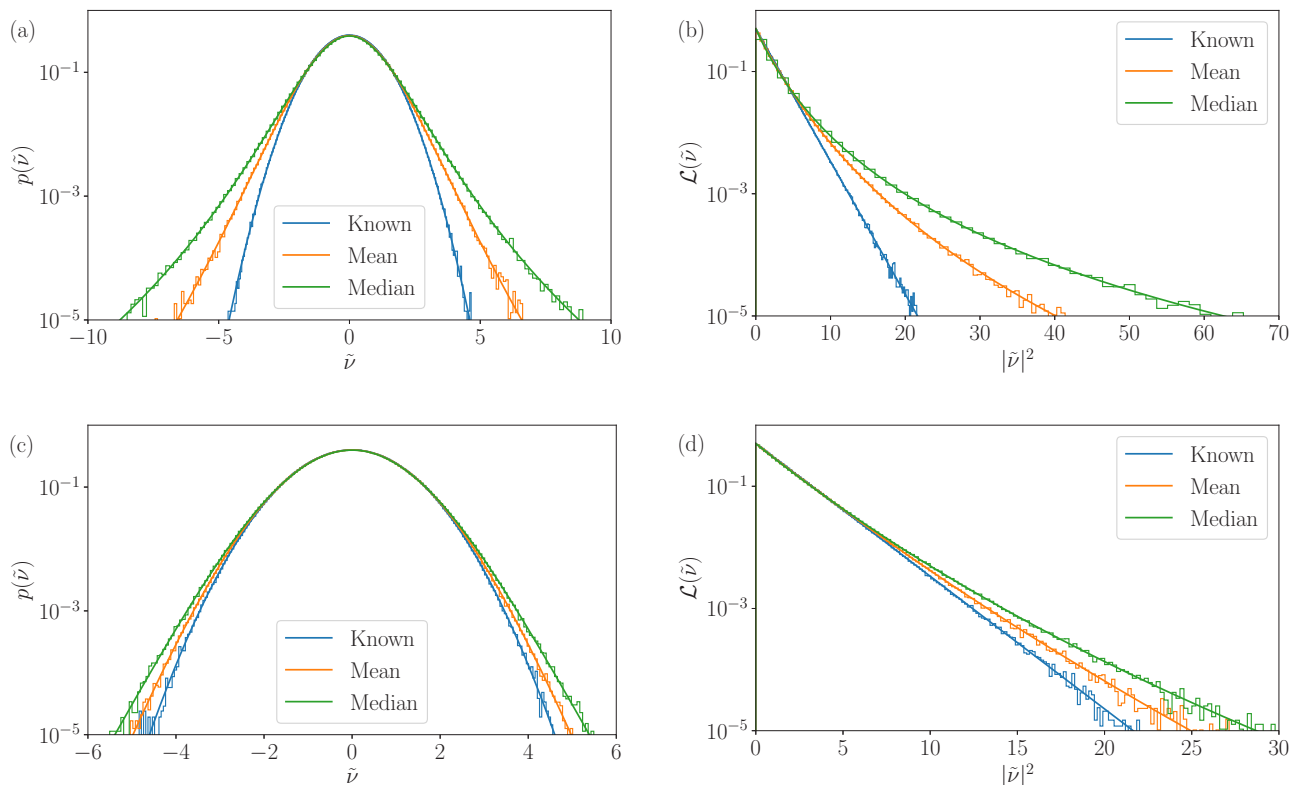 (a)
p(ν̃)
10⁻¹
10⁻³
10⁻⁵
Known
Mean
Median
−10
−5
0
5
10
ν̃
(b)
ℒ(ν̃)
10⁻¹
10⁻³
10⁻⁵
Known
Mean
Median
0
10
20
30
40
50
60
70
|ν̃|²
(c)
p(ν̃)
10⁻¹
10⁻³
10⁻⁵
Known
Mean
Median
−6
−4
−2
0
2
4
6
ν̃
(d)
ℒ(ν̃)
10⁻¹
10⁻³
10⁻⁵
Known
Mean
Median
0
5
10
15
20
25
30
|ν̃|²